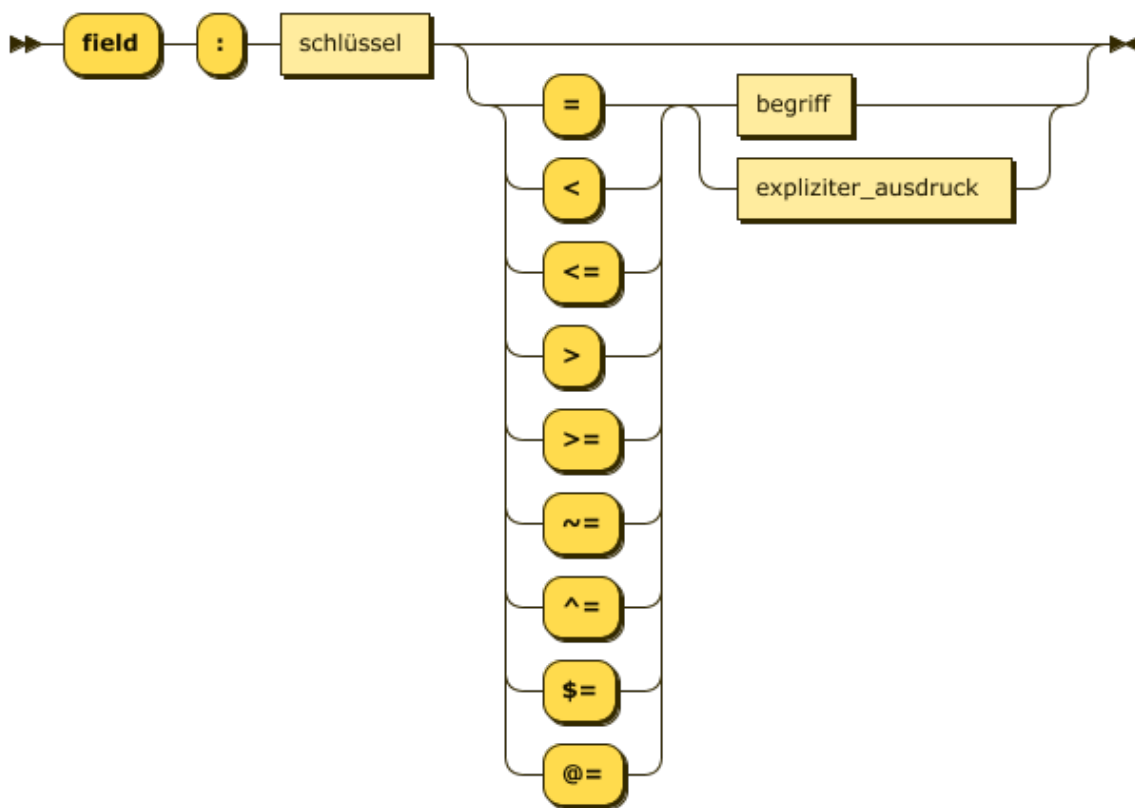 field : schlüssel
= begriff
< expliziter_ausdruck
<=
>
>=
~=
^=
$=
@=